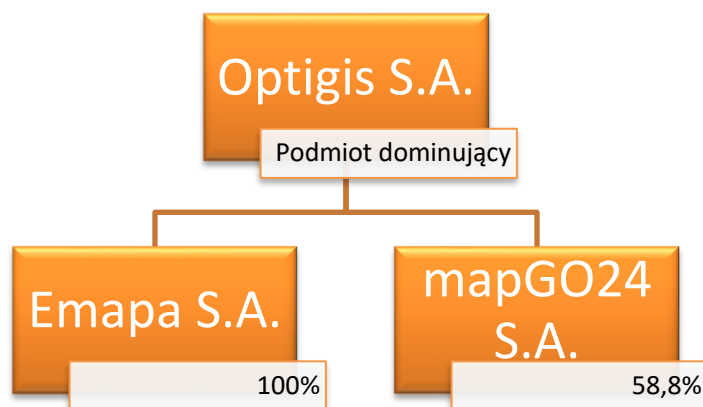 Optigis S.A.
Podmiot dominujący
Emapa S.A.
100%
mapGO24
S.A.
58,8%